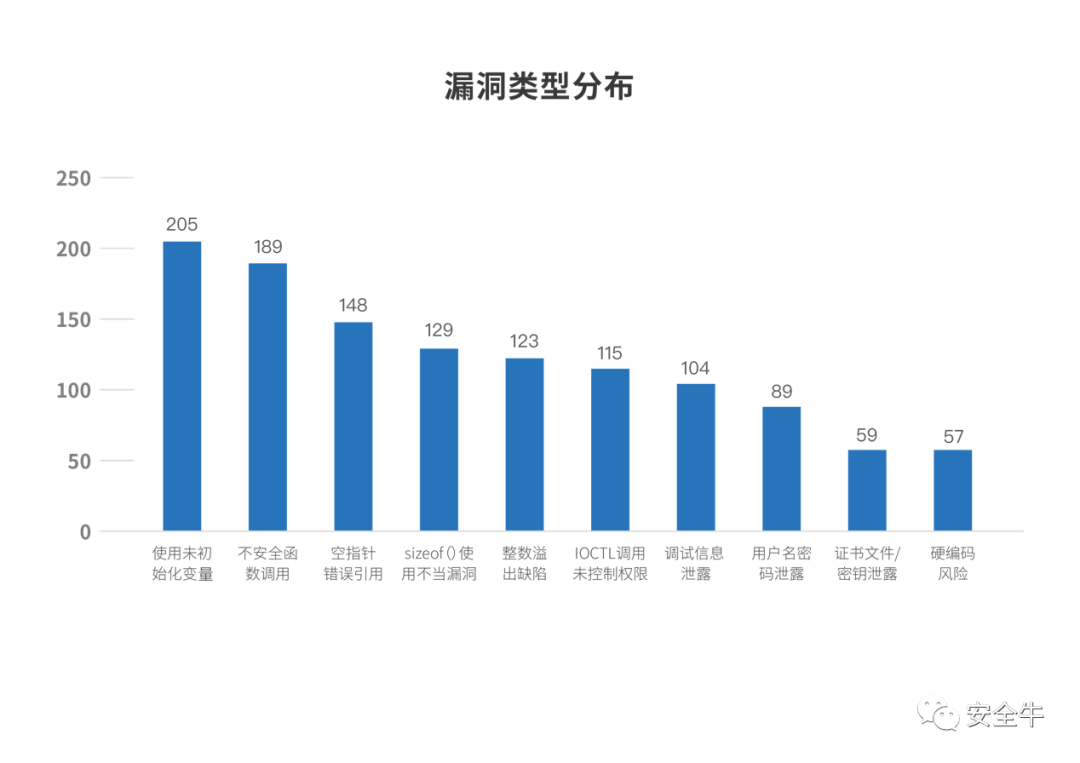 漏洞类型分布
250
200
150
100
50
0
205
189
148
129
123
115
104
89
59
57
使用未初
始化变量
不安全函
数调用
空指针
错误引用
sizeof()使
用不当漏洞
整数溢
出缺陷
IOCTL调用
未控制权限
调试信息
泄露
用户名密
码泄露
证书文件/
密钥泄露
硬编码
风险
安全牛